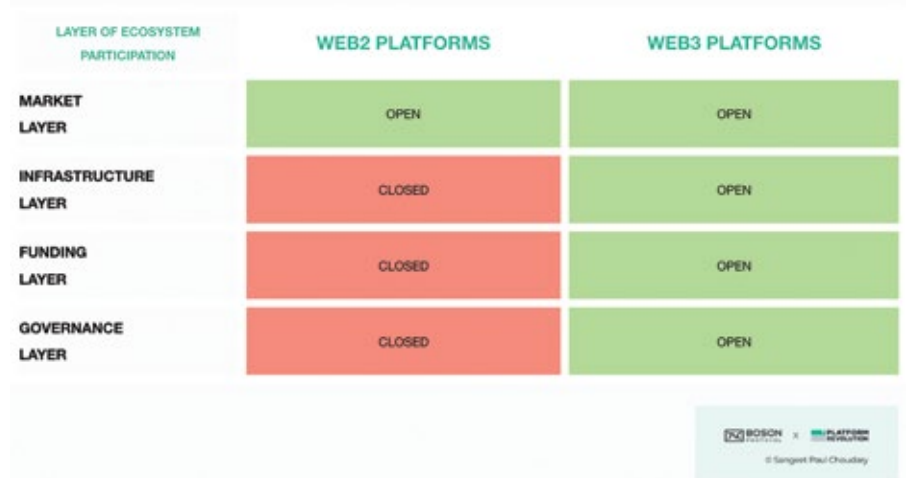 LAYER OF ECOSYSTEM
PARTICIPATION
WEB2 PLATFORMS
WEB3 PLATFORMS
MARKET
LAYER
OPEN
OPEN
INFRASTRUCTURE
LAYER
CLOSED
OPEN
FUNDING
LAYER
CLOSED
OPEN
GOVERNANCE
LAYER
CLOSED
OPEN
BOSON
PROTOCOL
x
PLATFORM
REVOLUTION
© Sangeet Paul Choudary